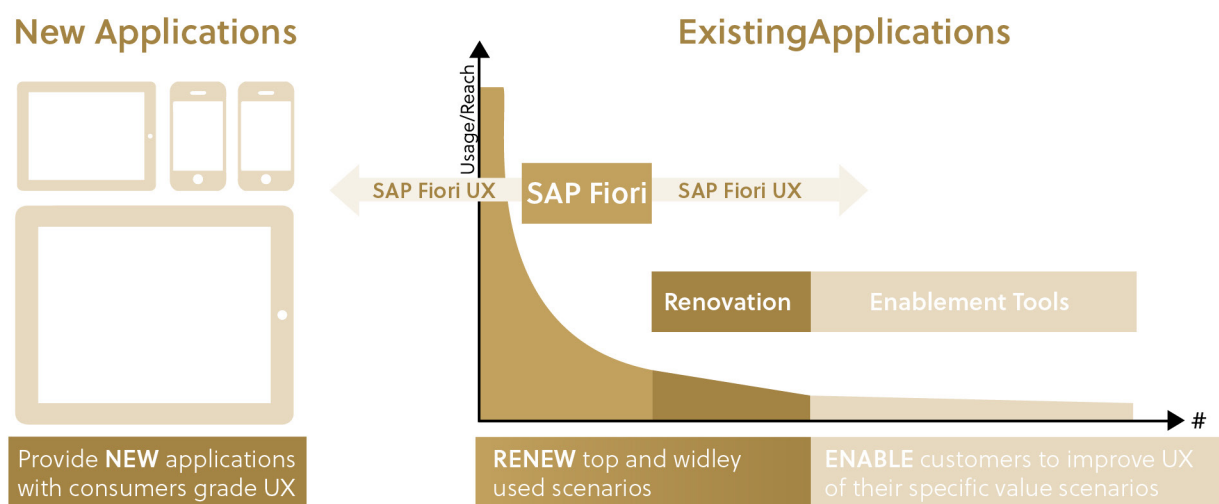 New Applications
ExistingApplications
Usage/Reach
SAP Fiori UX
SAP Fiori
SAP Fiori UX
Renovation
Enablement Tools
#
Provide NEW applications
with consumers grade UX
RENEW top and widley
used scenarios
ENABLE customers to improve UX
of their specific value scenarios